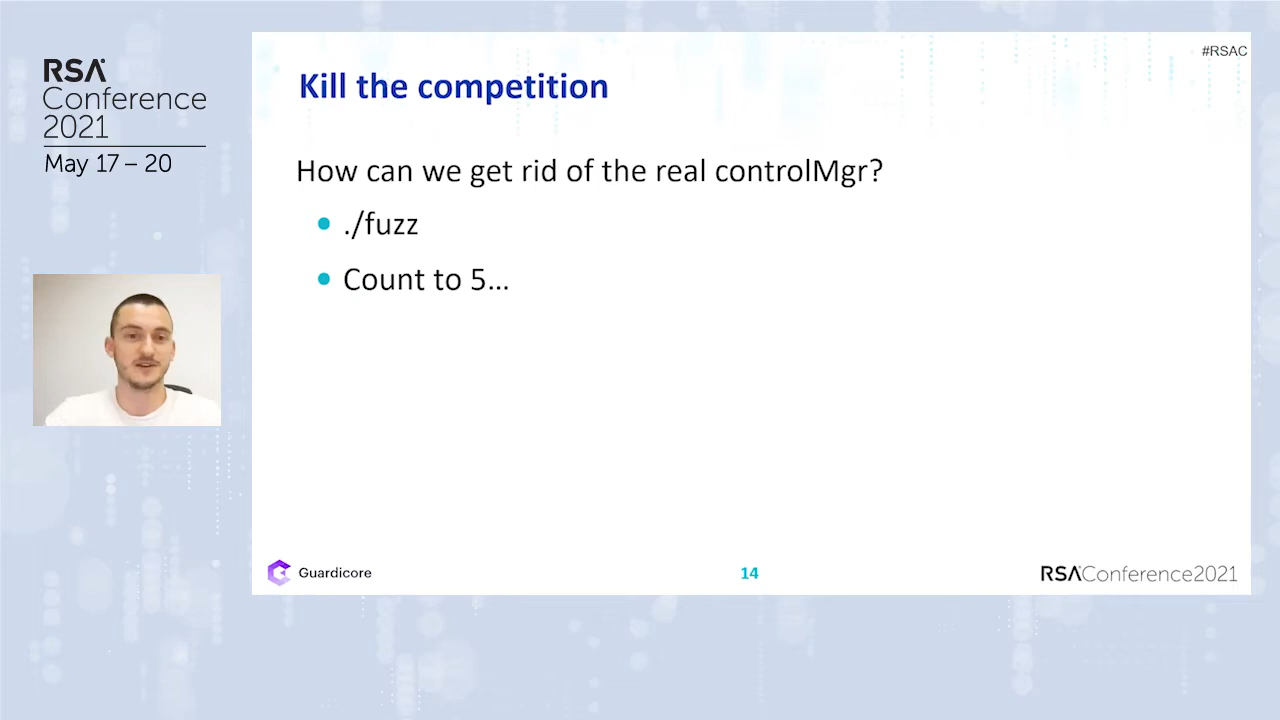 RSA
Conference
2021
May 17 – 20
#RSAC
Kill the competition
How can we get rid of the real controlMgr?
• ./fuzz
• Count to 5...
Guardicore
14
RSAConference2021